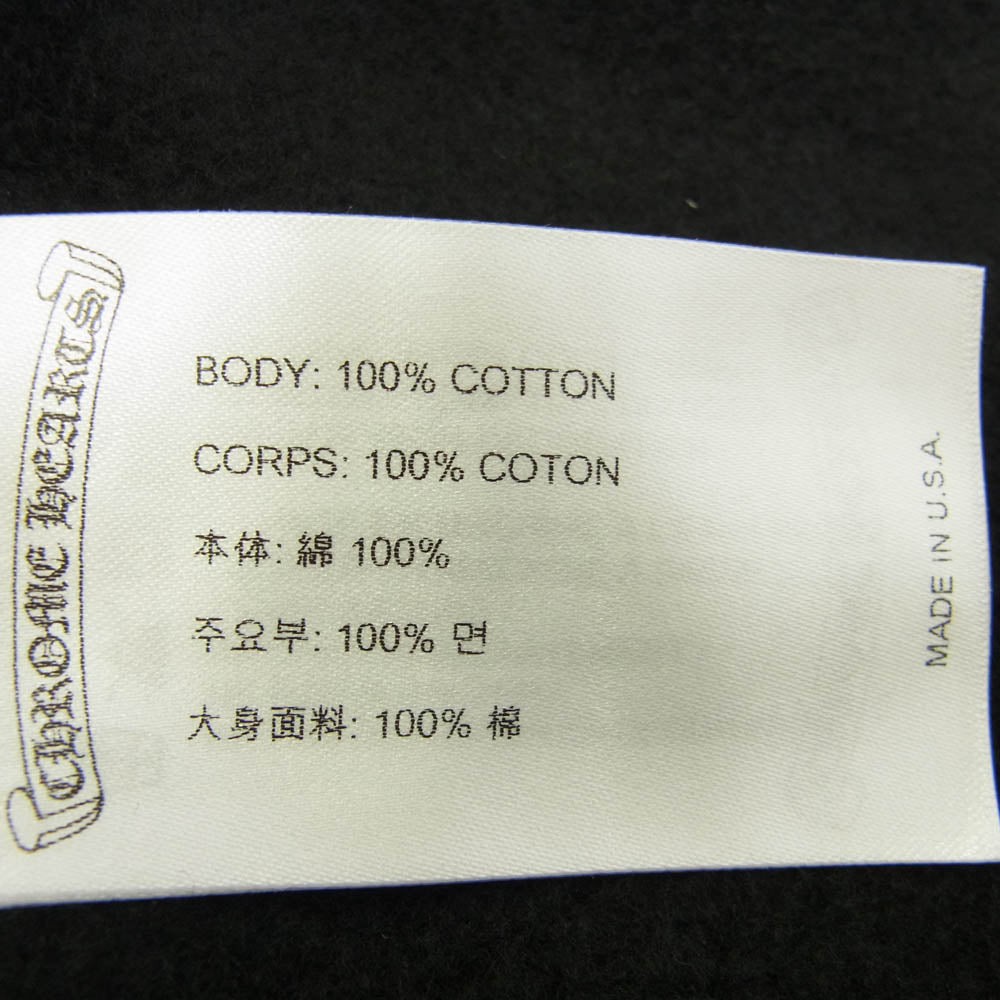 CHROME HEARTS
BODY: 100% COTTON
CORPS: 100% COTON
本体: 綿 100%
주요부: 100% 면
大身面料: 100% 棉
MADE IN U.S.A.